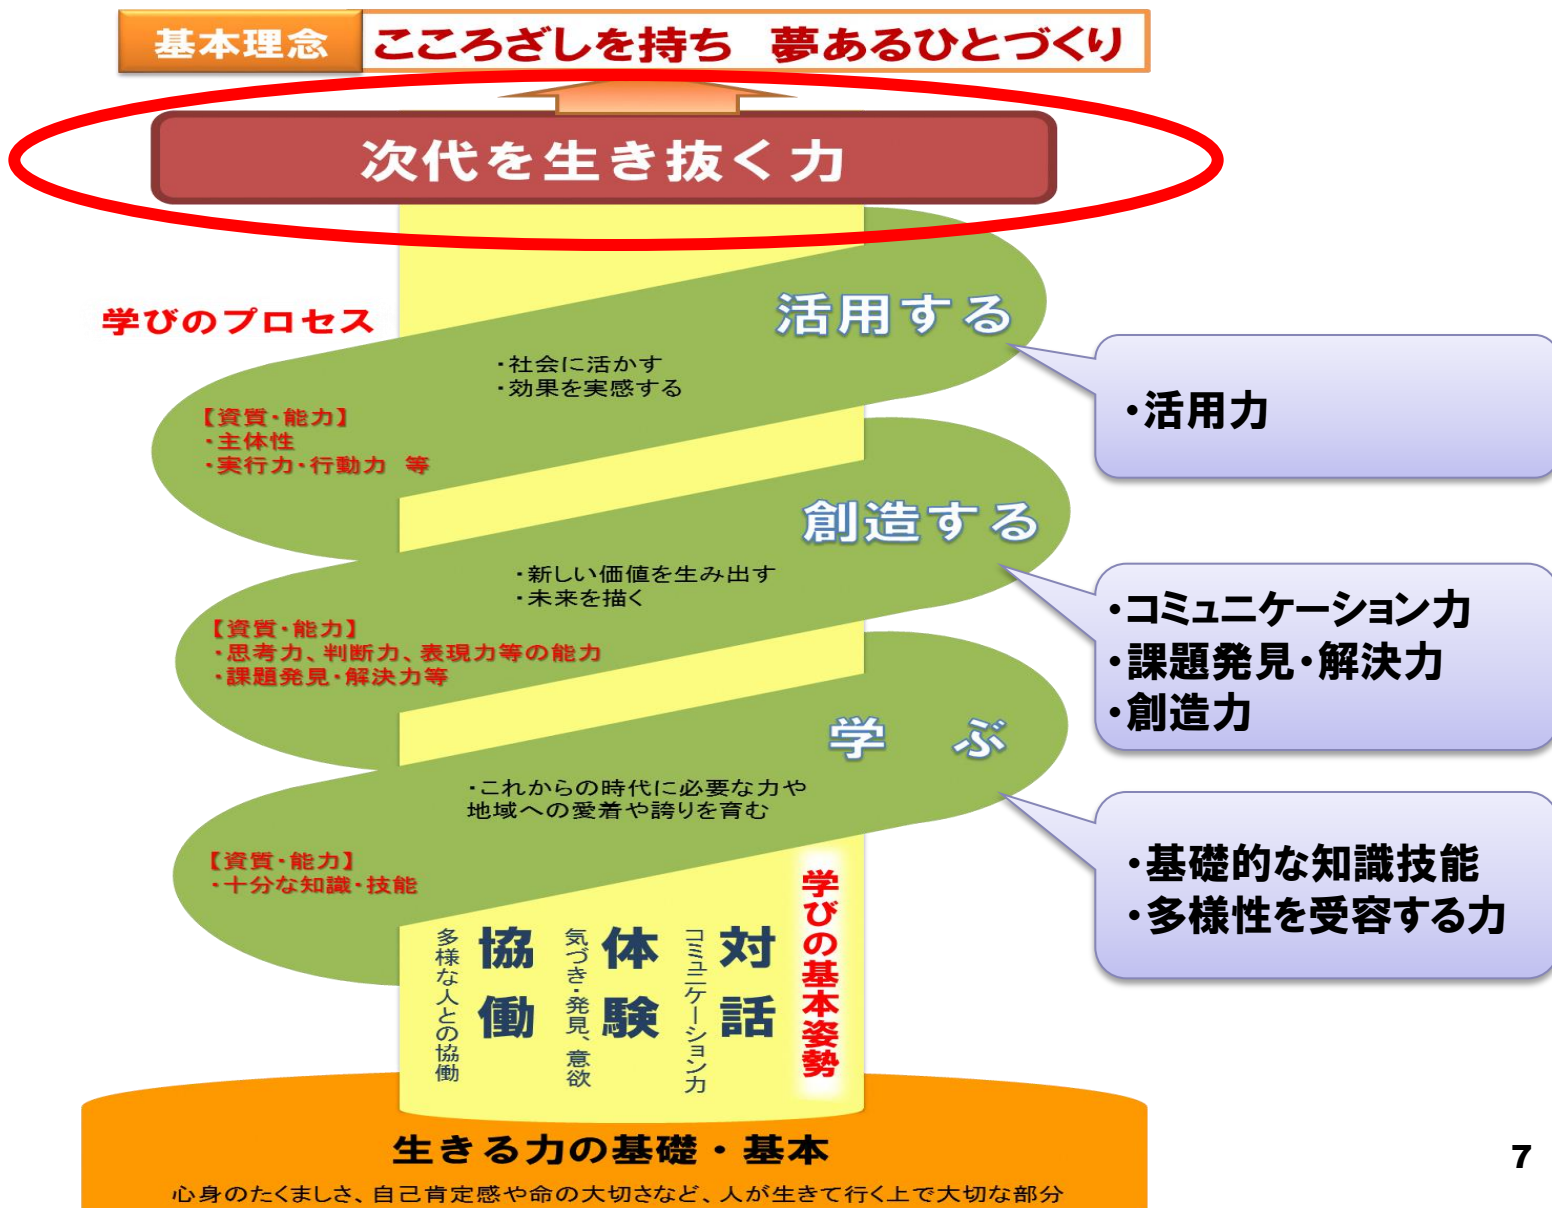 基本理念
こころざしを持ち　夢あるひとづくり
次代を生き抜く力
学びのプロセス
活用する
・社会に活かす
・効果を実感する
【資質・能力】
・主体性
・実行力・行動力　等
・活用力
創造する
・新しい価値を生み出す
・未来を描く
【資質・能力】
・思考力、判断力、表現力等の能力
・課題発見・解決力等
・コミュニケーション力
・課題発見・解決力
・創造力
学　ぶ
・これからの時代に必要な力や
地域への愛着や誇りを育む
【資質・能力】
・十分な知識・技能
・基礎的な知識技能
・多様性を受容する力
学びの基本姿勢
対話
コミュニケーション力
体験
気づき・発見、意欲
協働
多様な人との協働
生きる力の基礎・基本
心身のたくましさ、自己肯定感や命の大切さなど、人が生きて行く上で大切な部分
7